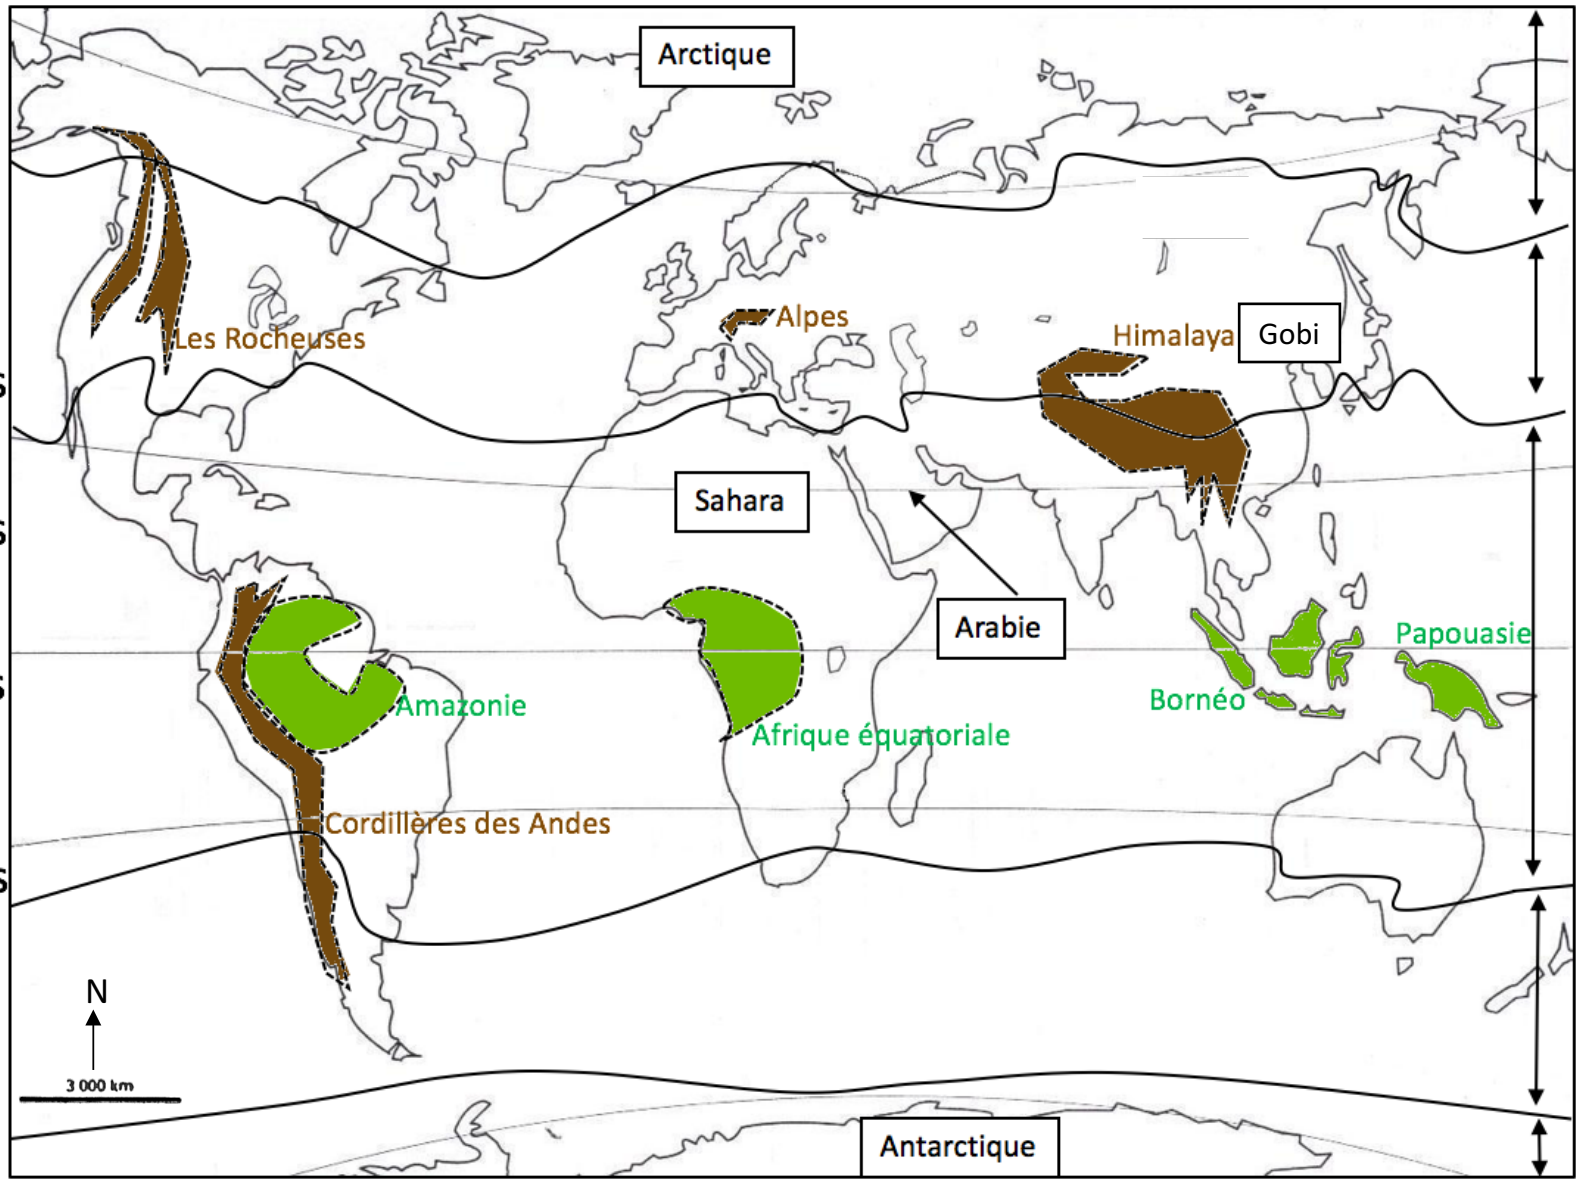 Arctique
Les Rocheuses
Alpes
Himalaya
Gobi
Sahara
Arabie
Papouasie
Bornéo
Amazonie
Afrique équatoriale
Cordillères des Andes
N
3 000 km
Antarctique